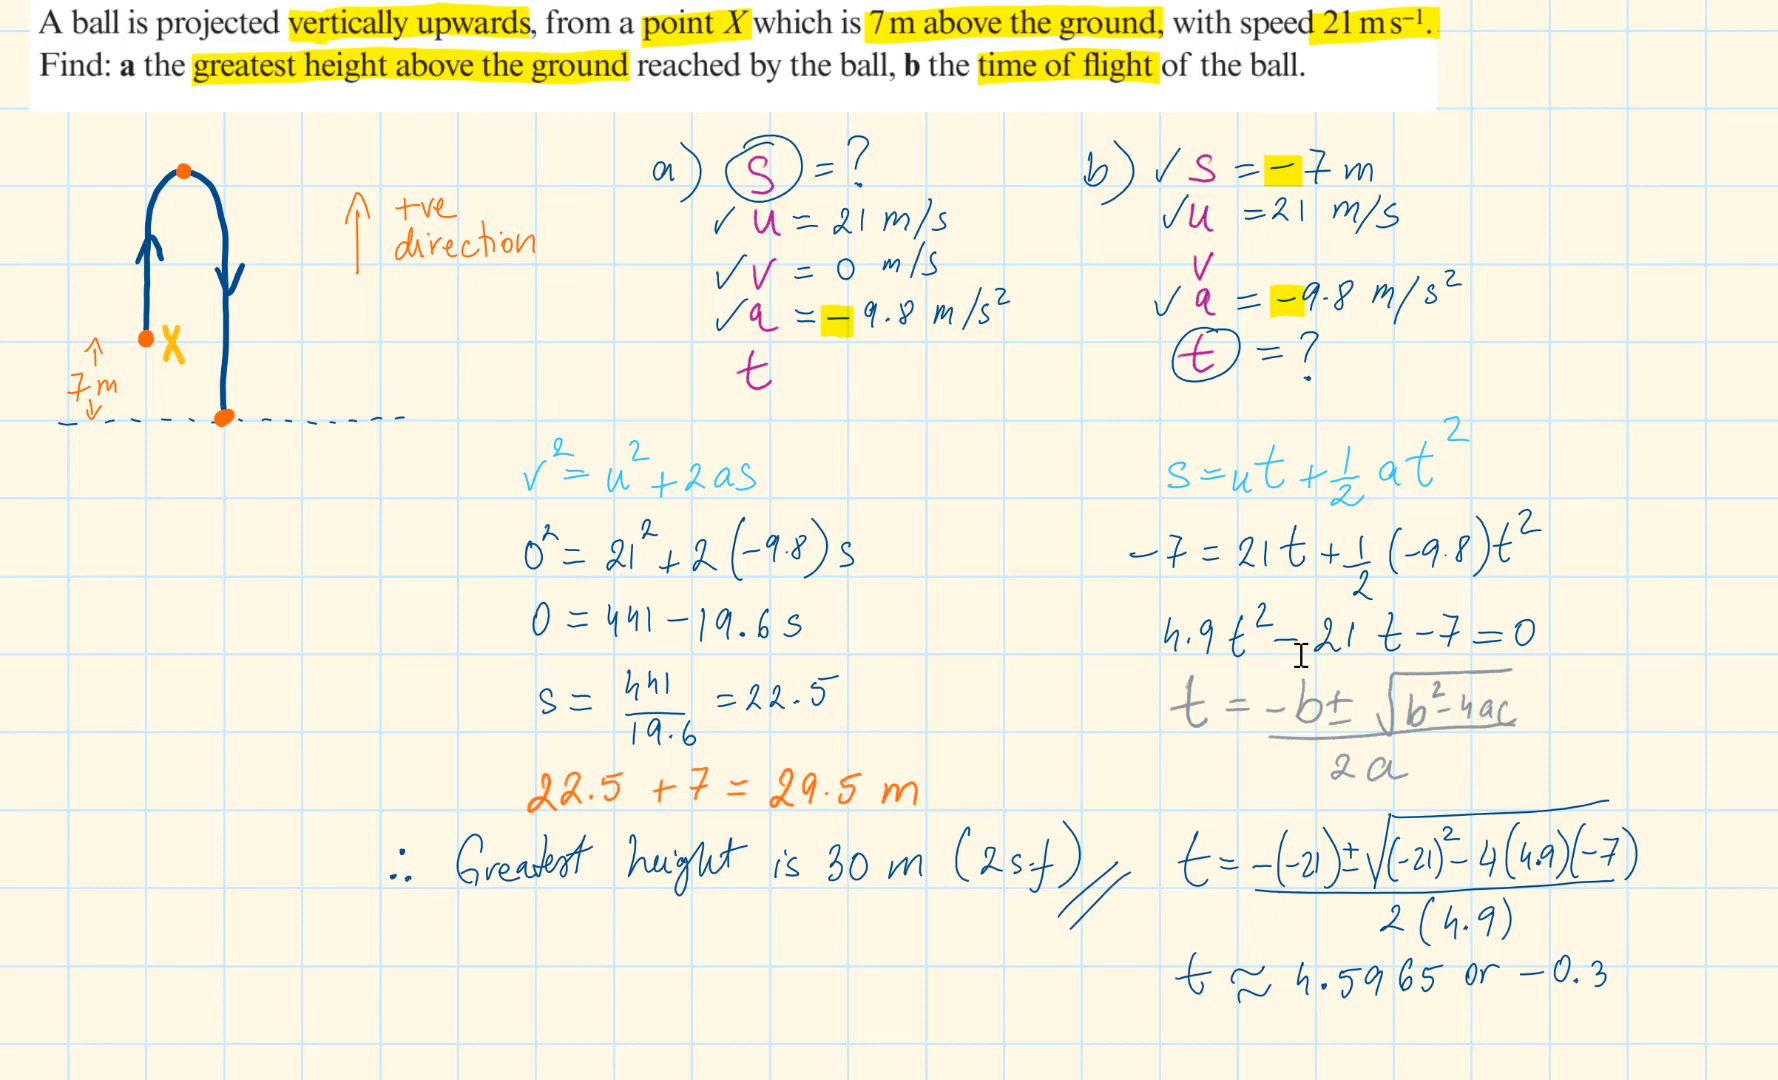 A ball is projected vertically upwards, from a point X which is 7 m above the ground, with speed 21 m s⁻¹.
Find: a the greatest height above the ground reached by the ball, b the time of flight of the ball.
+ve
direction
X
7m
a) s = ?
✓ u = 21 m/s
✓ v = 0 m/s
✓ a = -9.8 m/s²
t
v² = u² + 2as
0² = 21² + 2(-9.8)s
0 = 441 - 19.6 s
s = 441/19.6 = 22.5
22.5 + 7 = 29.5 m
∴ Greatest height is 30 m (2sf)
b) ✓ s = -7 m
✓ u = 21 m/s
v
✓ a = -9.8 m/s²
t = ?
s = ut + 1/2 at²
-7 = 21t + 1/2 (-9.8)t²
4.9t² - 21t - 7 = 0
t = -b ± √(b² - 4ac) / 2a
t = -(-21) ± √((-21)² - 4(4.9)(-7)) / 2(4.9)
t ≈ 4.5965 or -0.3